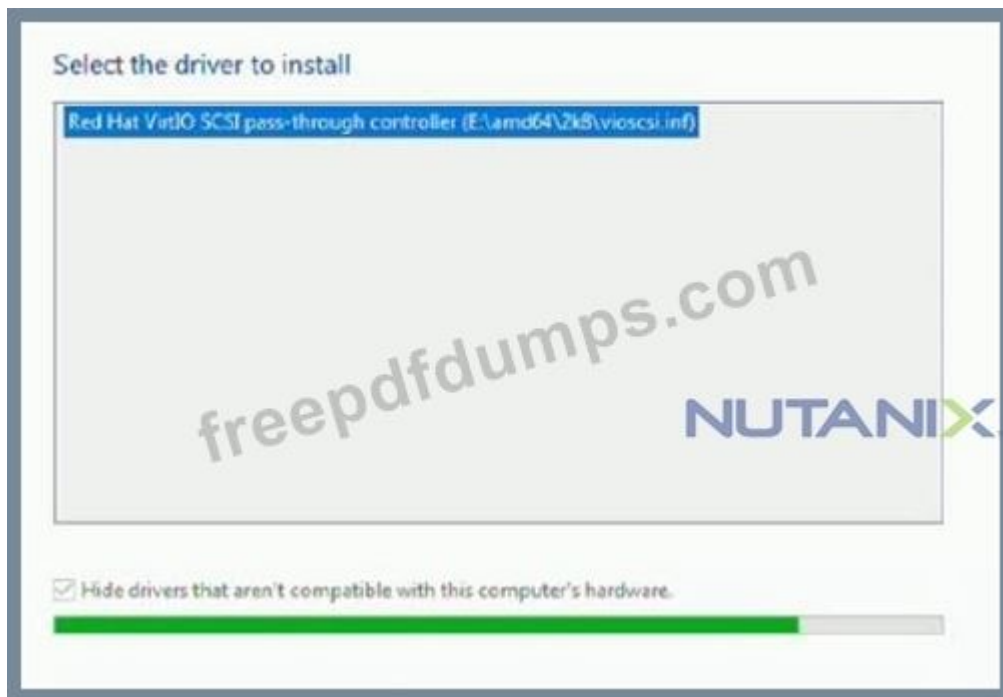 Select the driver to install
Red Hat VirtIO SCSI pass-through controller (E:\amd64\2k8\vioscsi.inf)
freepdfdumps.com
NUTANIX
Hide drivers that aren't compatible with this computer's hardware.